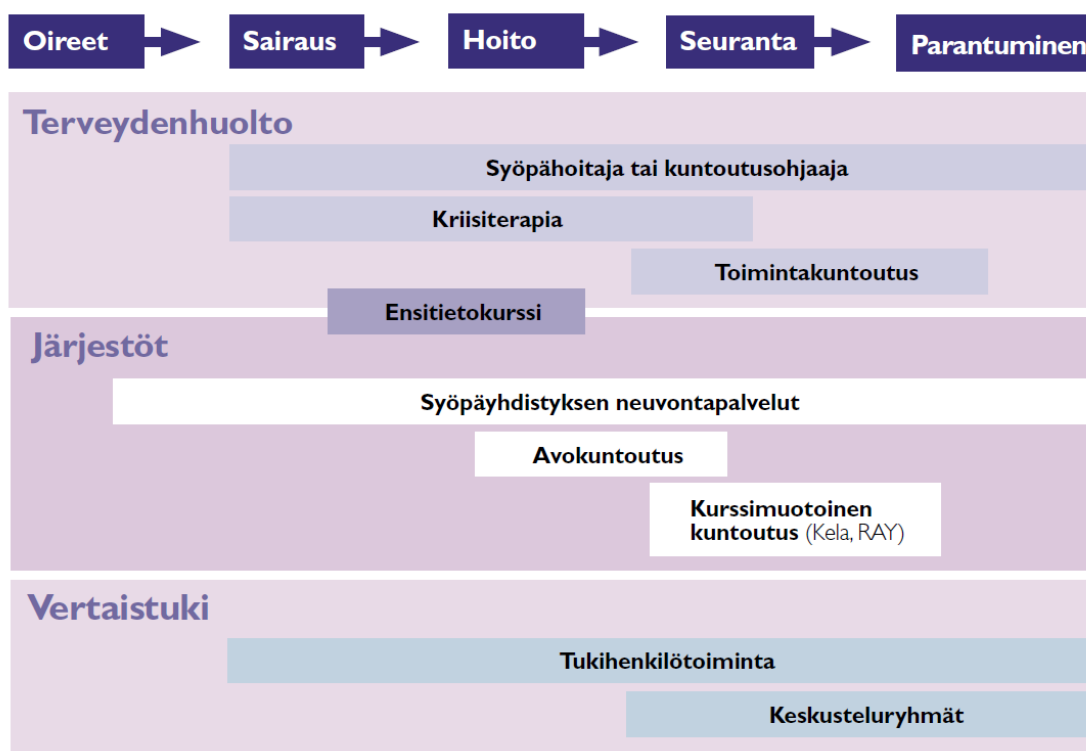 Oireet
Sairaus
Hoito
Seuranta
Parantuminen
Terveydenhuolto
Syöpähoitaja tai kuntoutusohjaaja
Kriisiterapia
Toimintakuntoutus
Ensitietokurssi
Järjestöt
Syöpäyhdistyksen neuvontapalvelut
Avokuntoutus
Kurssimuotoinen
kuntoutus (Kela, RAY)
Vertaistuki
Tukihenkilötoiminta
Keskusteluryhmät